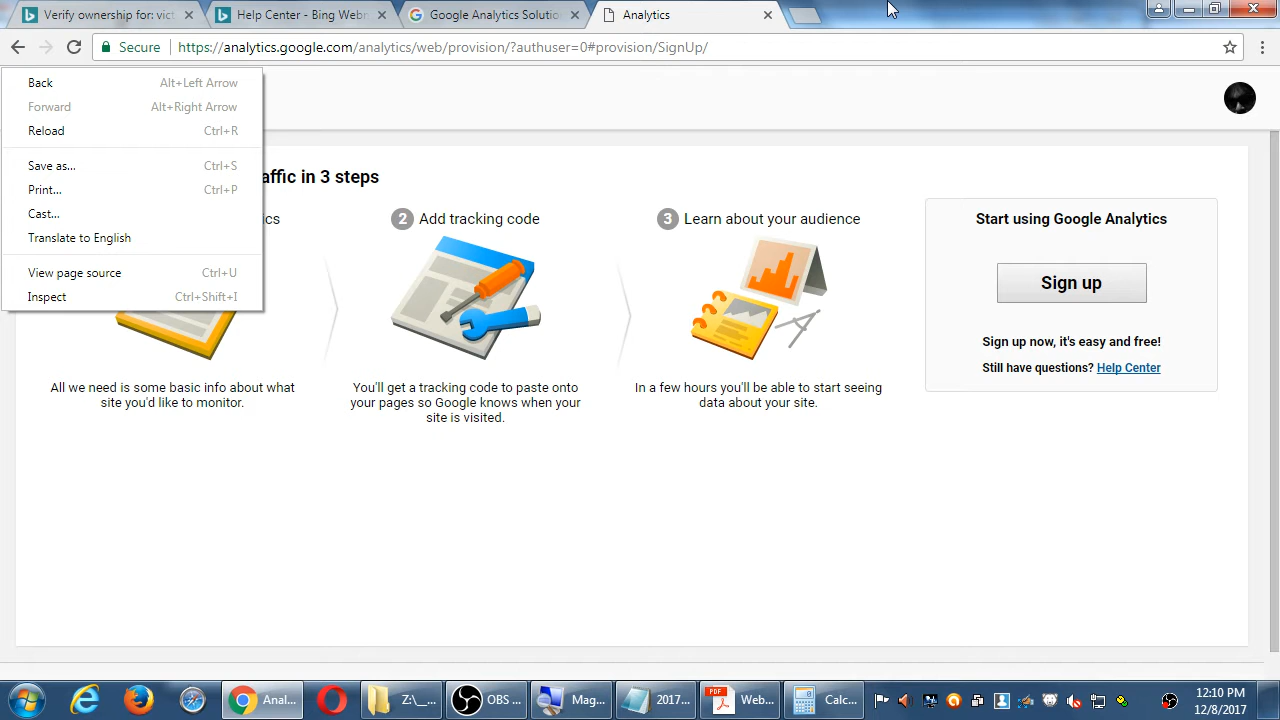 Verify ownership for: vict
Help Center - Bing Webm
Google Analytics Solution
Analytics
Secure
https://analytics.google.com/analytics/web/provision/?authuser=0#provision/SignUp/
Back Alt+Left Arrow
Forward Alt+Right Arrow
Reload Ctrl+R
Save as... Ctrl+S
Print... Ctrl+P
Cast...
Translate to English
View page source Ctrl+U
Inspect Ctrl+Shift+I
affic in 3 steps
ics
2 Add tracking code
3 Learn about your audience
All we need is some basic info about what
site you'd like to monitor.
You'll get a tracking code to paste onto
your pages so Google knows when your
site is visited.
In a few hours you'll be able to start seeing
data about your site.
Start using Google Analytics
Sign up
Sign up now, it's easy and free!
Still have questions? Help Center
Anal...
Z:\__...
OBS ...
Mag...
2017...
PDF
Web...
Calc...
12:10 PM
12/8/2017